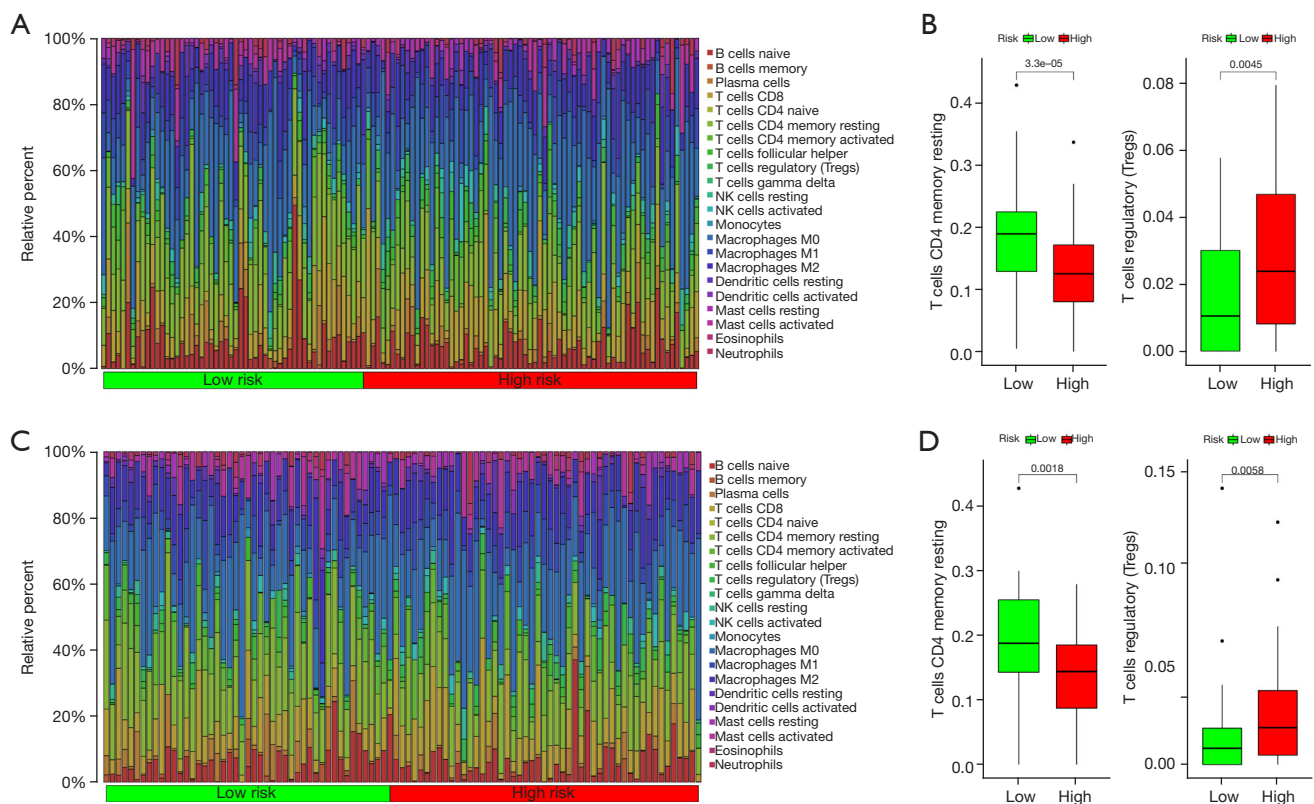 A
Relative percent
100%
80%
60%
40%
20%
0%
Low risk
High risk
B cells naive
B cells memory
Plasma cells
T cells CD8
T cells CD4 naive
T cells CD4 memory resting
T cells CD4 memory activated
T cells follicular helper
T cells regulatory (Tregs)
T cells gamma delta
NK cells resting
NK cells activated
Monocytes
Macrophages M0
Macrophages M1
Macrophages M2
Dendritic cells resting
Dendritic cells activated
Mast cells resting
Mast cells activated
Eosinophils
Neutrophils
B
Risk Low High
3.3e-05
T cells CD4 memory resting
0.4
0.3
0.2
0.1
0.0
Low High
Risk Low High
0.0045
T cells regulatory (Tregs)
0.08
0.06
0.04
0.02
0.00
Low High
C
Relative percent
100%
80%
60%
40%
20%
0%
Low risk
High risk
B cells naive
B cells memory
Plasma cells
T cells CD8
T cells CD4 naive
T cells CD4 memory resting
T cells CD4 memory activated
T cells follicular helper
T cells regulatory (Tregs)
T cells gamma delta
NK cells resting
NK cells activated
Monocytes
Macrophages M0
Macrophages M1
Macrophages M2
Dendritic cells resting
Dendritic cells activated
Mast cells resting
Mast cells activated
Eosinophils
Neutrophils
D
Risk Low High
0.0018
T cells CD4 memory resting
0.4
0.3
0.2
0.1
0.0
Low High
Risk Low High
0.0058
T cells regulatory (Tregs)
0.15
0.10
0.05
0.00
Low High